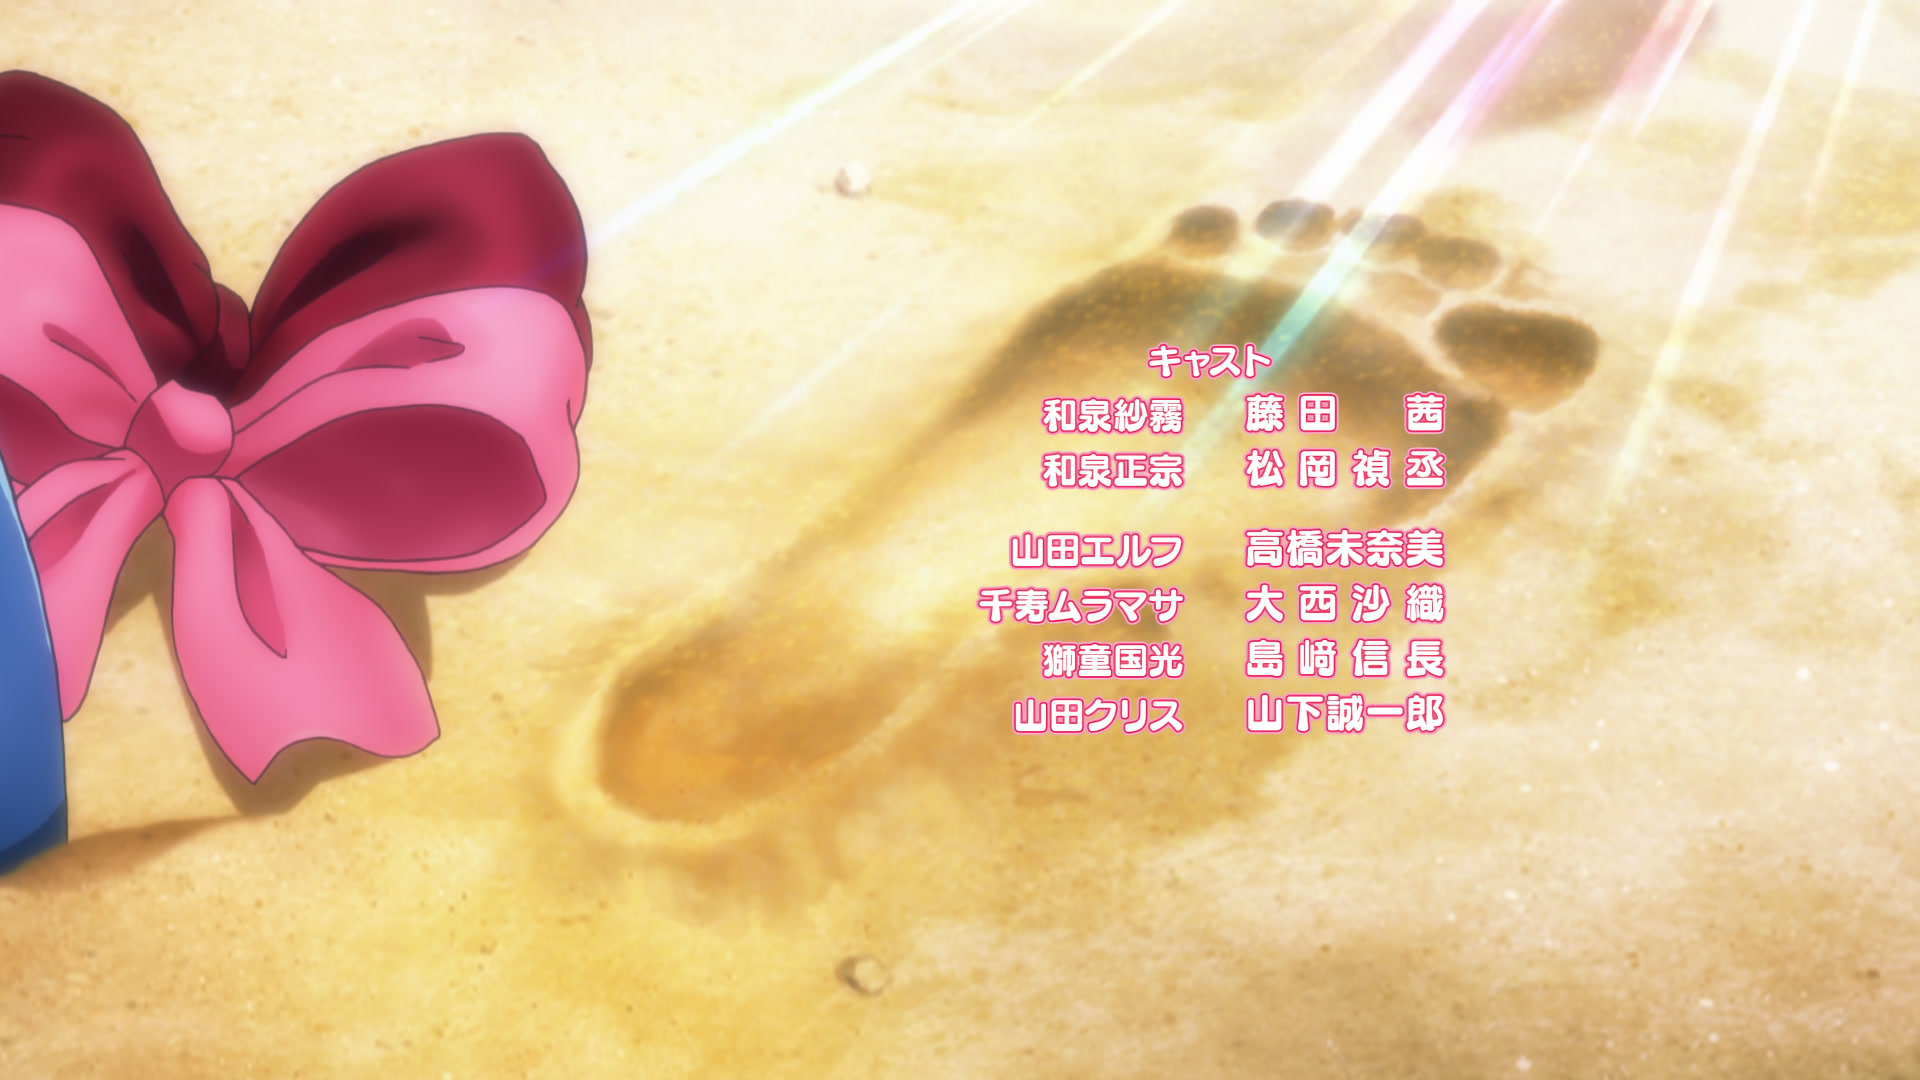 キャスト
和泉紗霧 藤田 茜
和泉正宗 松岡禎丞
山田エルフ 高橋未奈美
千寿ムラマサ 大西沙織
獅童国光 島﨑信長
山田クリス 山下誠一郎